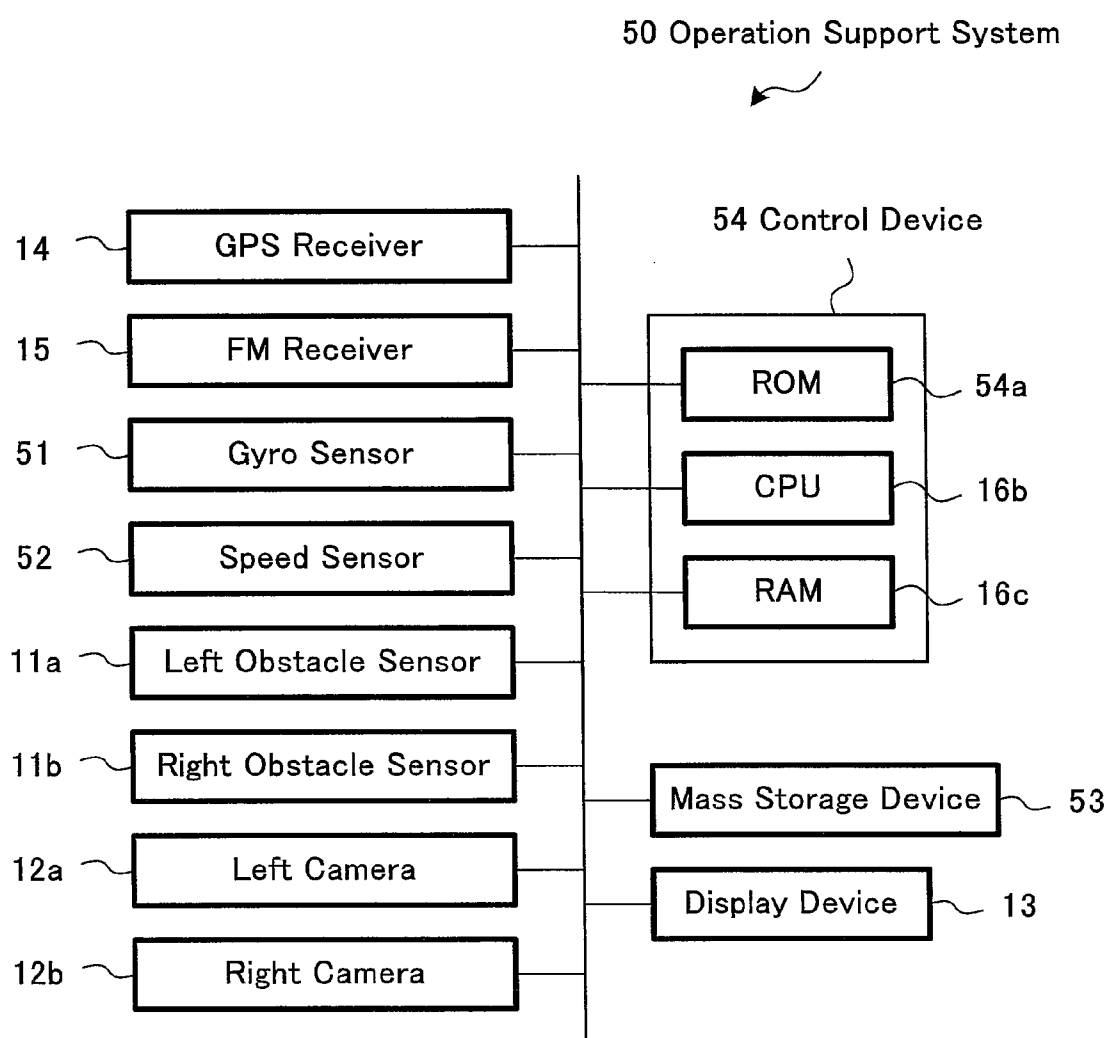 50 Operation Support System
54 Control Device
14 GPS Receiver
15 FM Receiver
51 Gyro Sensor
52 Speed Sensor
11a Left Obstacle Sensor
11b Right Obstacle Sensor
12a Left Camera
12b Right Camera
ROM 54a
CPU 16b
RAM 16c
Mass Storage Device 53
Display Device 13